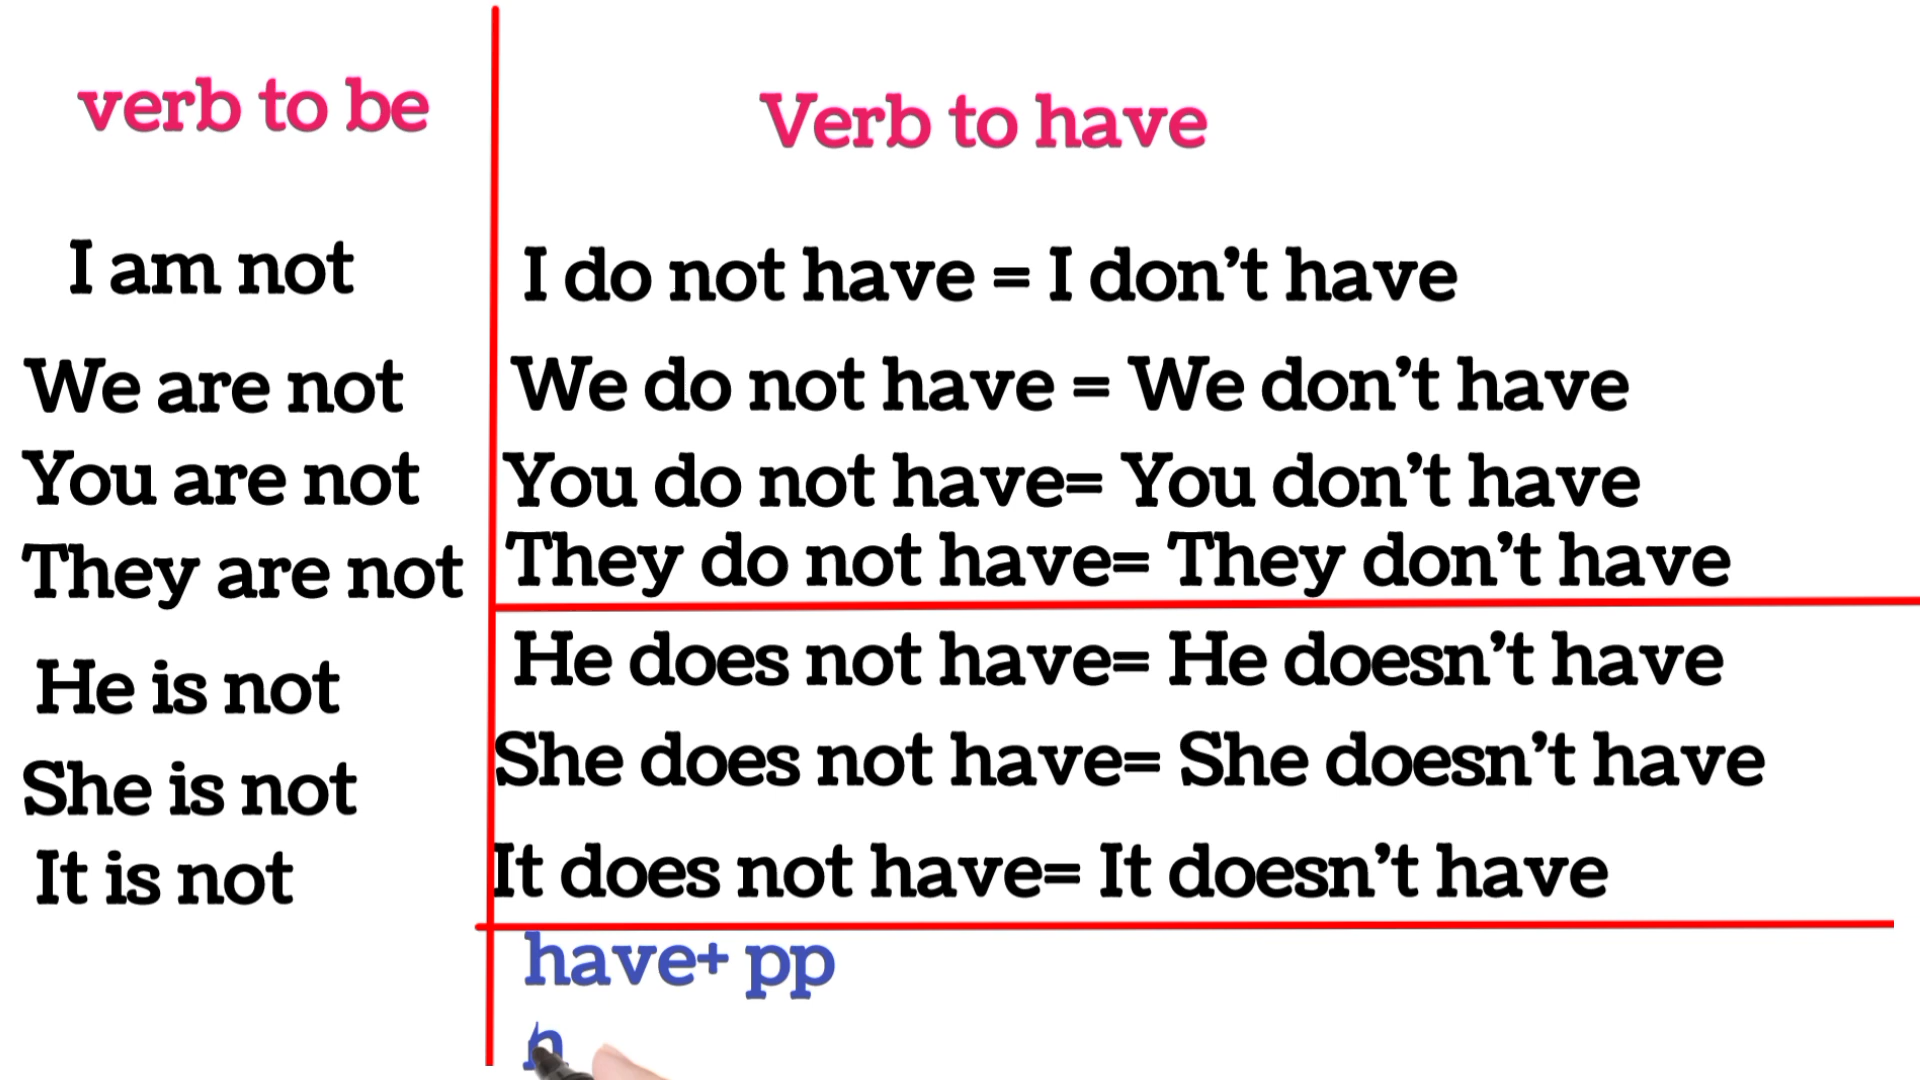 verb to be
I am not
We are not
You are not
They are not
He is not
She is not
It is not
Verb to have
I do not have = I don’t have
We do not have = We don’t have
You do not have= You don’t have
They do not have= They don’t have
He does not have= He doesn’t have
She does not have= She doesn’t have
It does not have= It doesn’t have
have+ pp